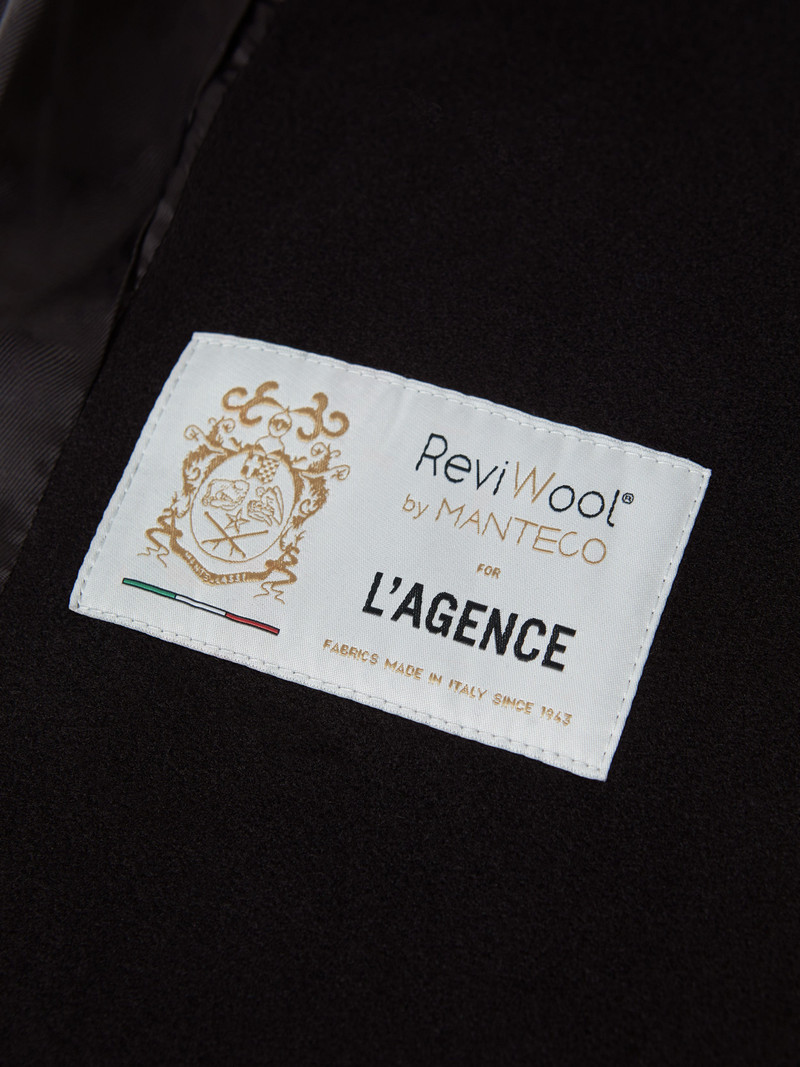 ReviWool®
by MANTECO
FOR
L'AGENCE
FABRICS MADE IN ITALY SINCE 1943